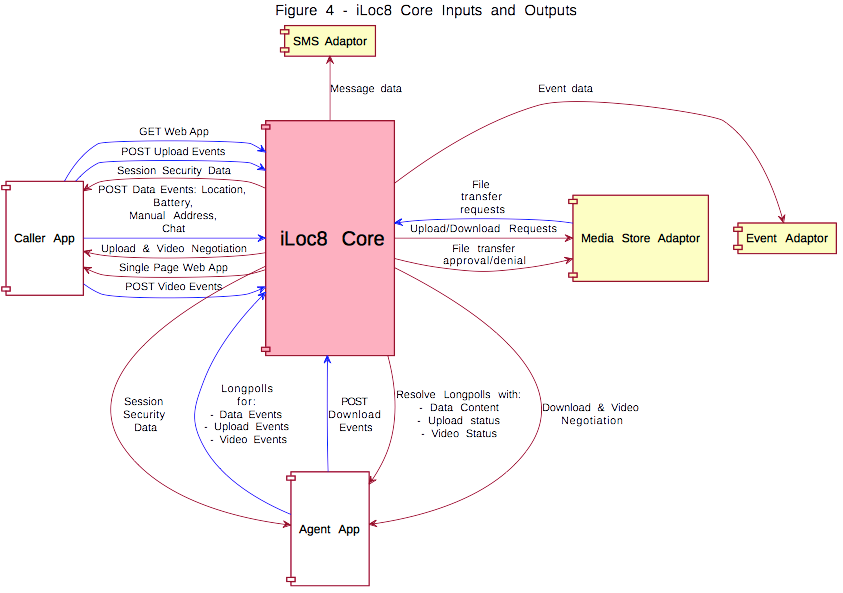 Figure 4 - iLoc8 Core Inputs and Outputs
SMS Adaptor
Message data
Event data
GET Web App
POST Upload Events
Session Security Data
POST Data Events: Location,
Battery,
Manual Address,
Chat
Upload & Video Negotiation
Single Page Web App
POST Video Events
Caller App
iLoc8 Core
File
transfer
requests
Upload/Download Requests
File transfer
approval/denial
Media Store Adaptor
Event Adaptor
Session
Security
Data
Longpolls
for:
- Data Events
- Upload Events
- Video Events
POST
Download
Events
Resolve Longpolls with:
- Data Content
- Upload status
- Video Status
Download & Video
Negotiation
Agent App